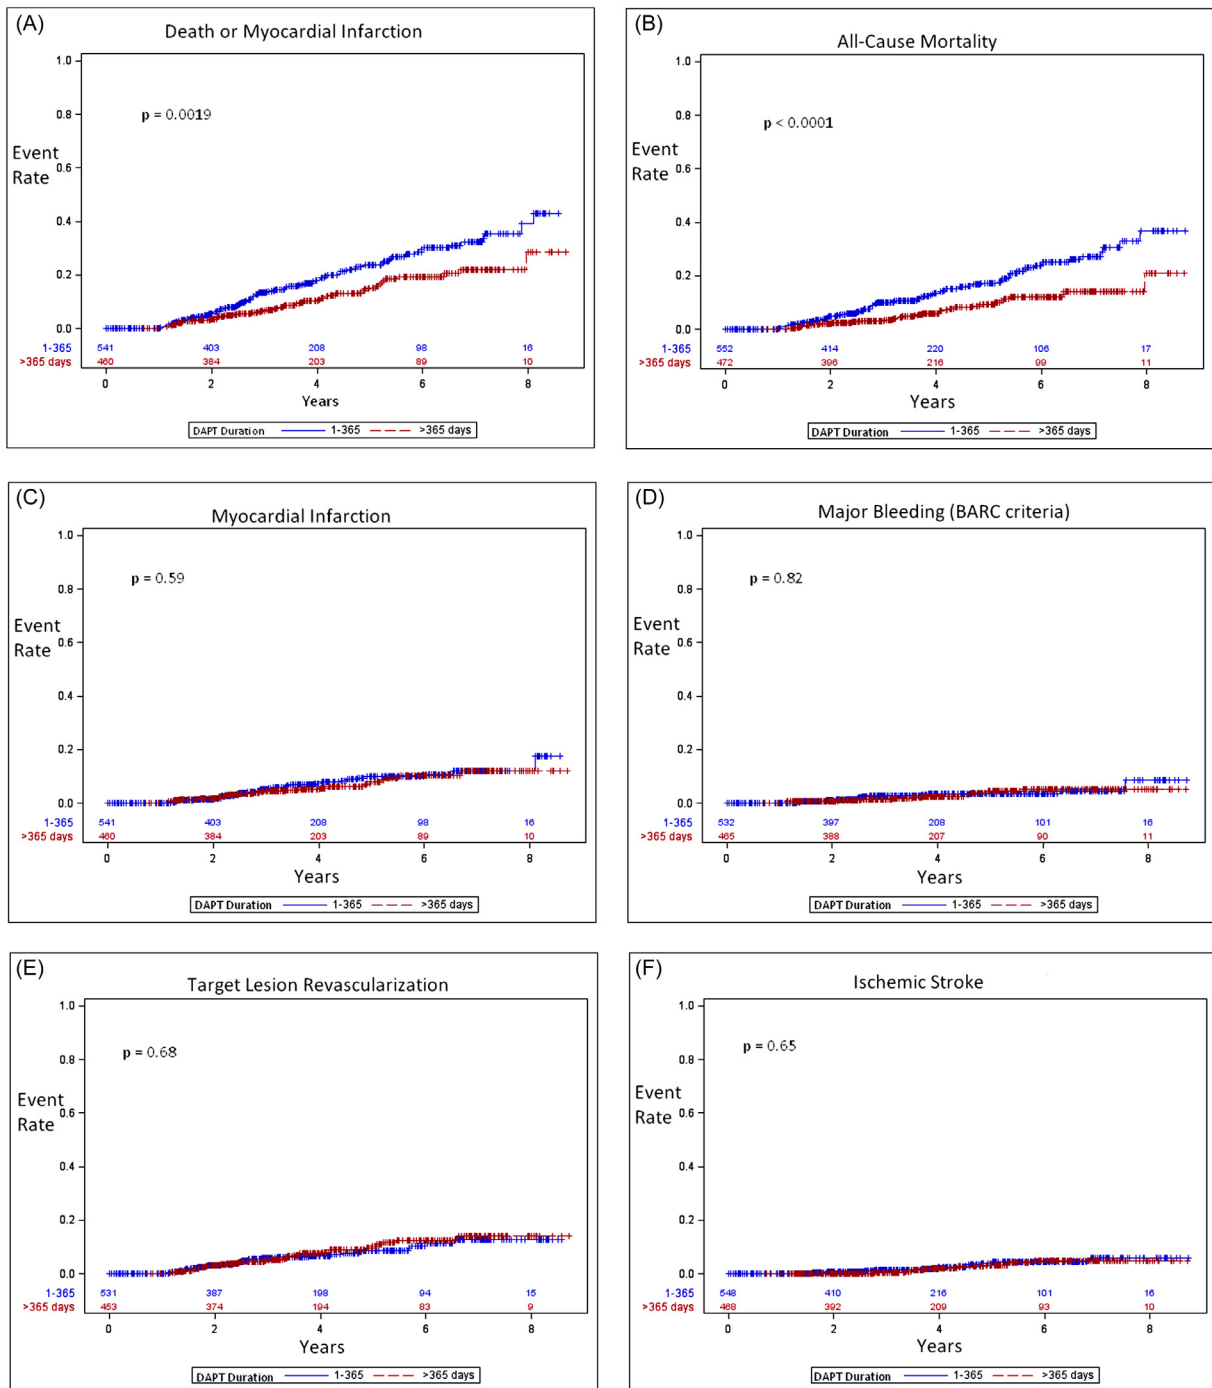 (A)
Death or Myocardial Infarction
1.0
p = 0.0019
0.8
Event
Rate
0.6
0.4
0.2
0.0
1-365 541 403 208 98 16
>365 days 460 384 203 89 10
0 2 4 6 8
Years
DAPT Duration 1-365 >365 days
(B)
All-Cause Mortality
1.0
p < 0.0001
0.8
Event
Rate
0.6
0.4
0.2
0.0
1-365 552 414 220 106 17
>365 days 472 396 216 99 11
0 2 4 6 8
Years
DAPT Duration 1-365 >365 days
(C)
Myocardial Infarction
1.0
p = 0.59
0.8
Event
Rate
0.6
0.4
0.2
0.0
1-365 541 403 208 98 16
>365 days 460 384 203 89 10
0 2 4 6 8
Years
DAPT Duration 1-365 >365 days
(D)
Major Bleeding (BARC criteria)
1.0
p = 0.82
0.8
Event
Rate
0.6
0.4
0.2
0.0
1-365 532 397 208 101 16
>365 days 465 388 207 90 11
0 2 4 6 8
Years
DAPT Duration 1-365 >365 days
(E)
Target Lesion Revascularization
1.0
p = 0.68
0.8
Event
Rate
0.6
0.4
0.2
0.0
1-365 531 387 198 94 15
>365 days 453 374 194 83 9
0 2 4 6 8
Years
DAPT Duration 1-365 >365 days
(F)
Ischemic Stroke
1.0
p = 0.65
0.8
Event
Rate
0.6
0.4
0.2
0.0
1-365 548 410 216 101 16
>365 days 468 392 209 93 10
0 2 4 6 8
Years
DAPT Duration 1-365 >365 days